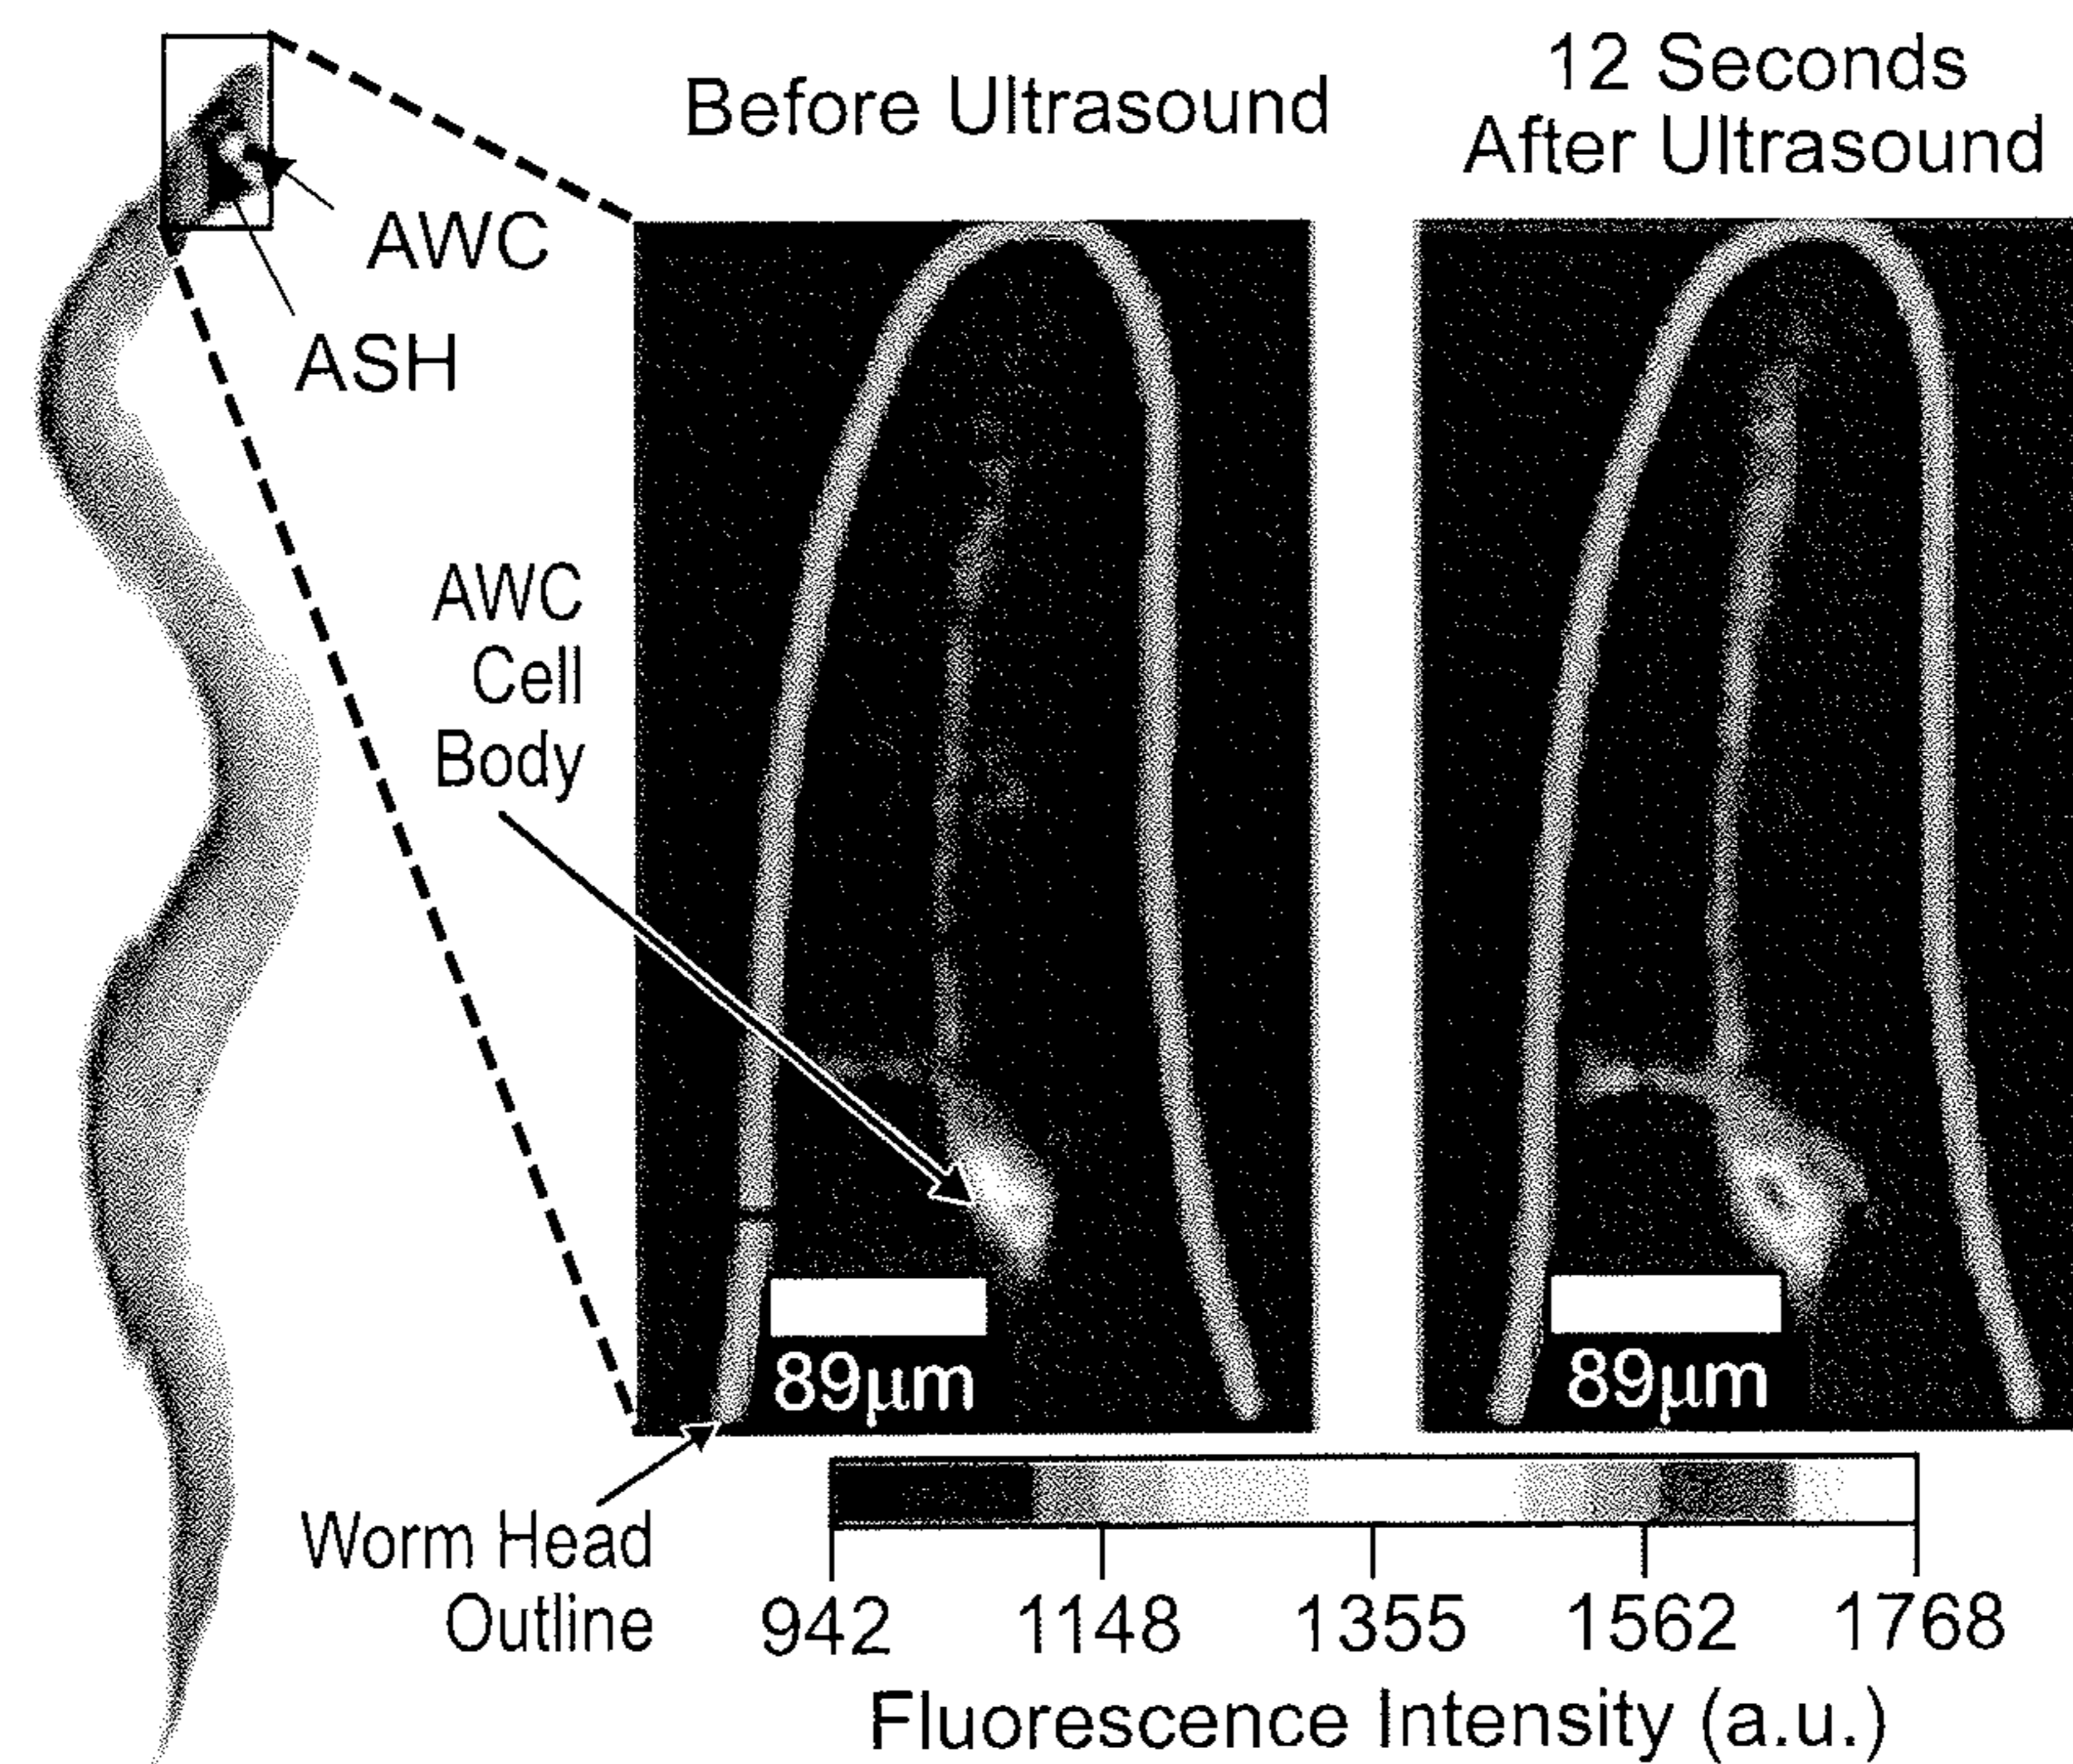 Before Ultrasound
12 Seconds
After Ultrasound
AWC
ASH
AWC
Cell
Body
89μm
89μm
Worm Head
Outline
942
1148
1355
1562
1768
Fluorescence Intensity (a.u.)